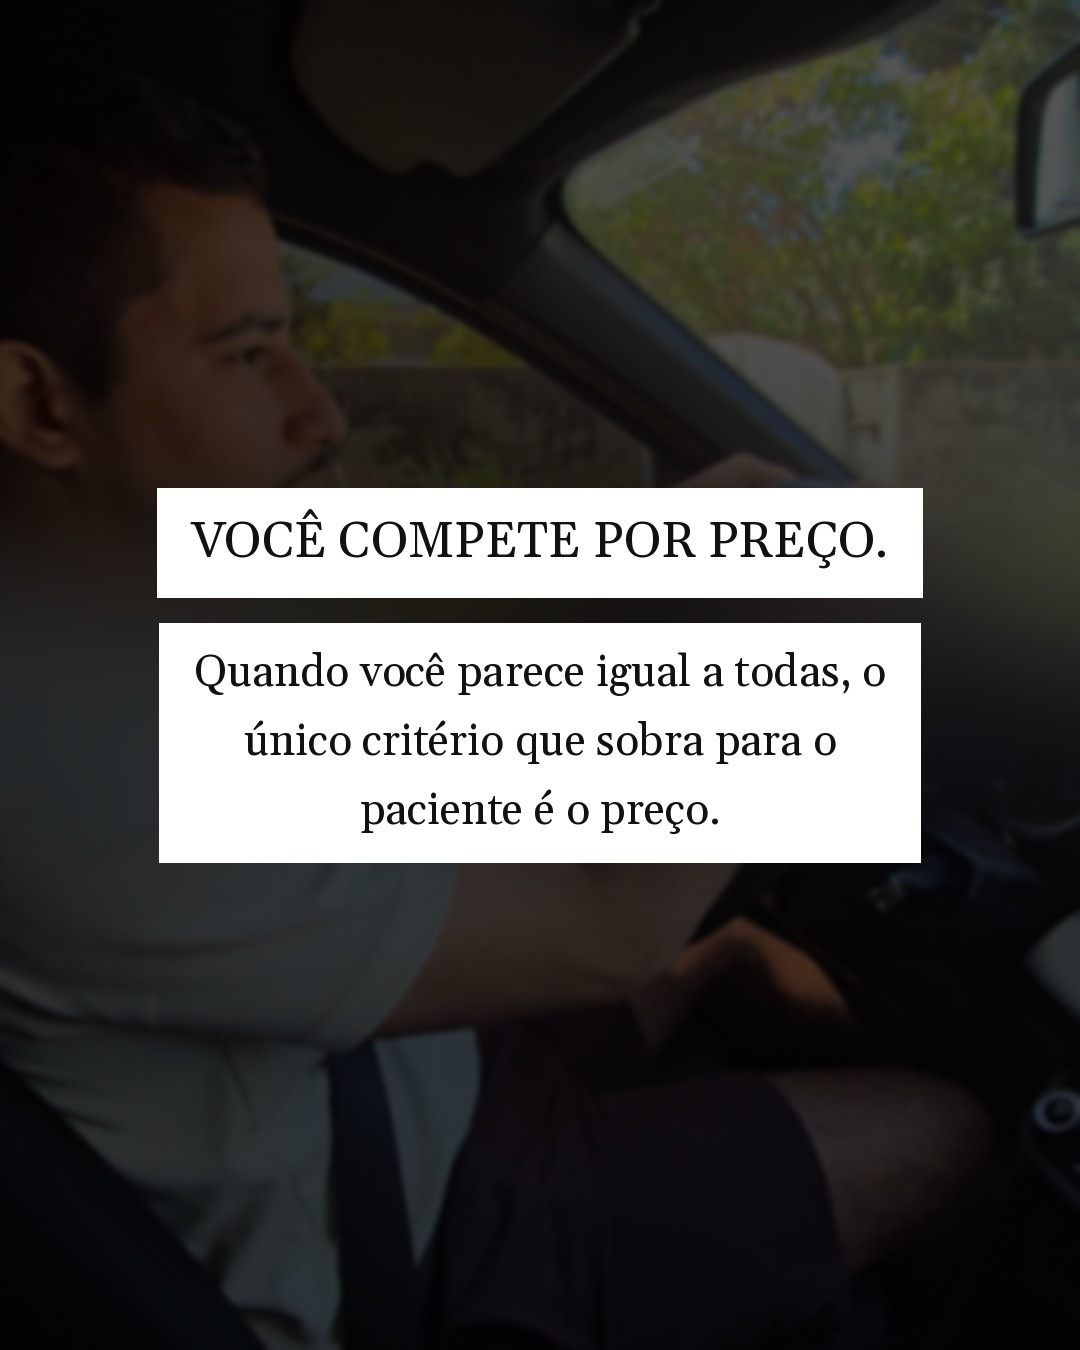 VOCÊ COMPETE POR PREÇO.
Quando você parece igual a todas, o
único critério que sobra para o
paciente é o preço.